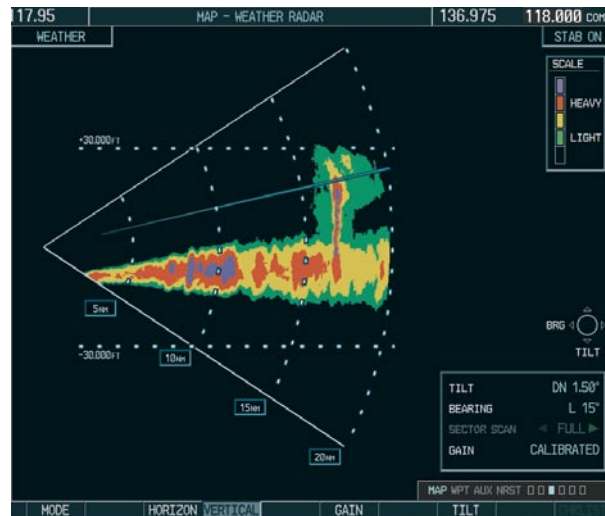 117.95 MAP – WEATHER RADAR 136.975 118.000 COM
WEATHER STAB ON
SCALE
HEAVY
LIGHT
+30.000FT
5NM
BRG
TILT
-30.000FT
10NM
15NM
20NM
TILT DN 1.50°
BEARING L 15°
SECTOR SCAN FULL
GAIN CALIBRATED
MAP WPT AUX NRST
MODE HORIZON VERTICAL GAIN TILT